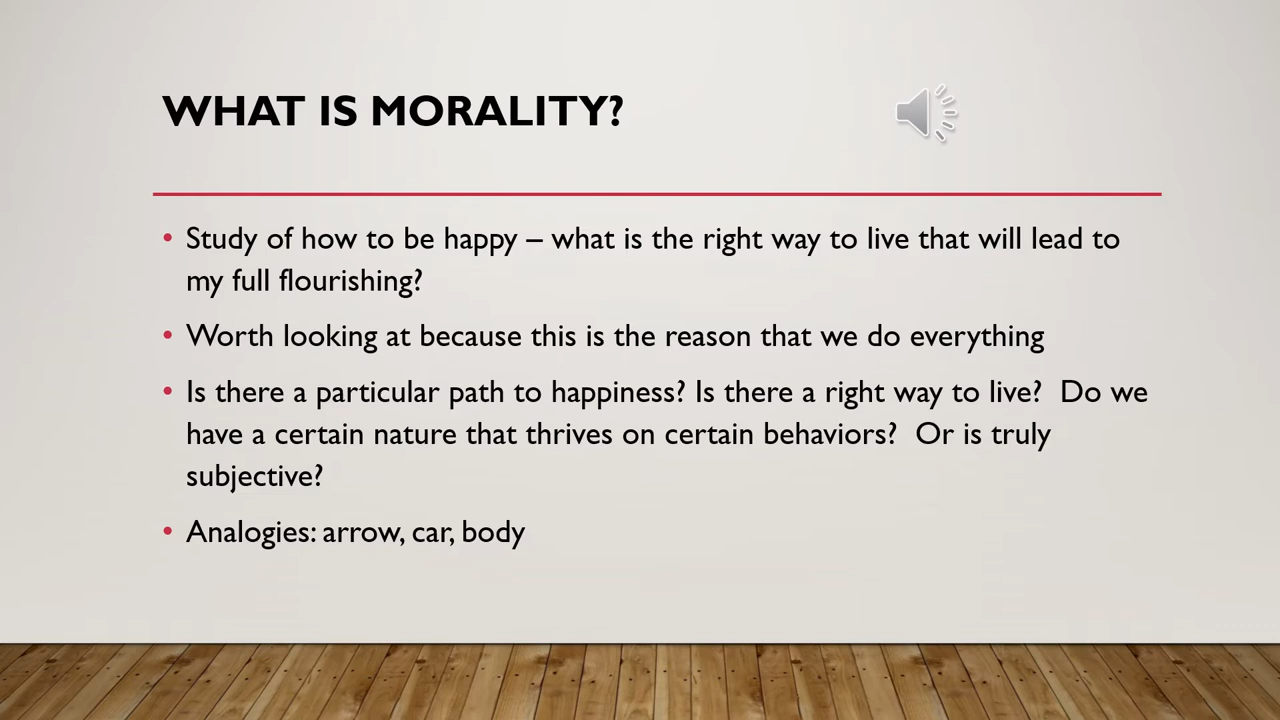 WHAT IS MORALITY?
• Study of how to be happy – what is the right way to live that will lead to
my full flourishing?
• Worth looking at because this is the reason that we do everything
• Is there a particular path to happiness? Is there a right way to live?  Do we
have a certain nature that thrives on certain behaviors?  Or is truly
subjective?
• Analogies: arrow, car, body